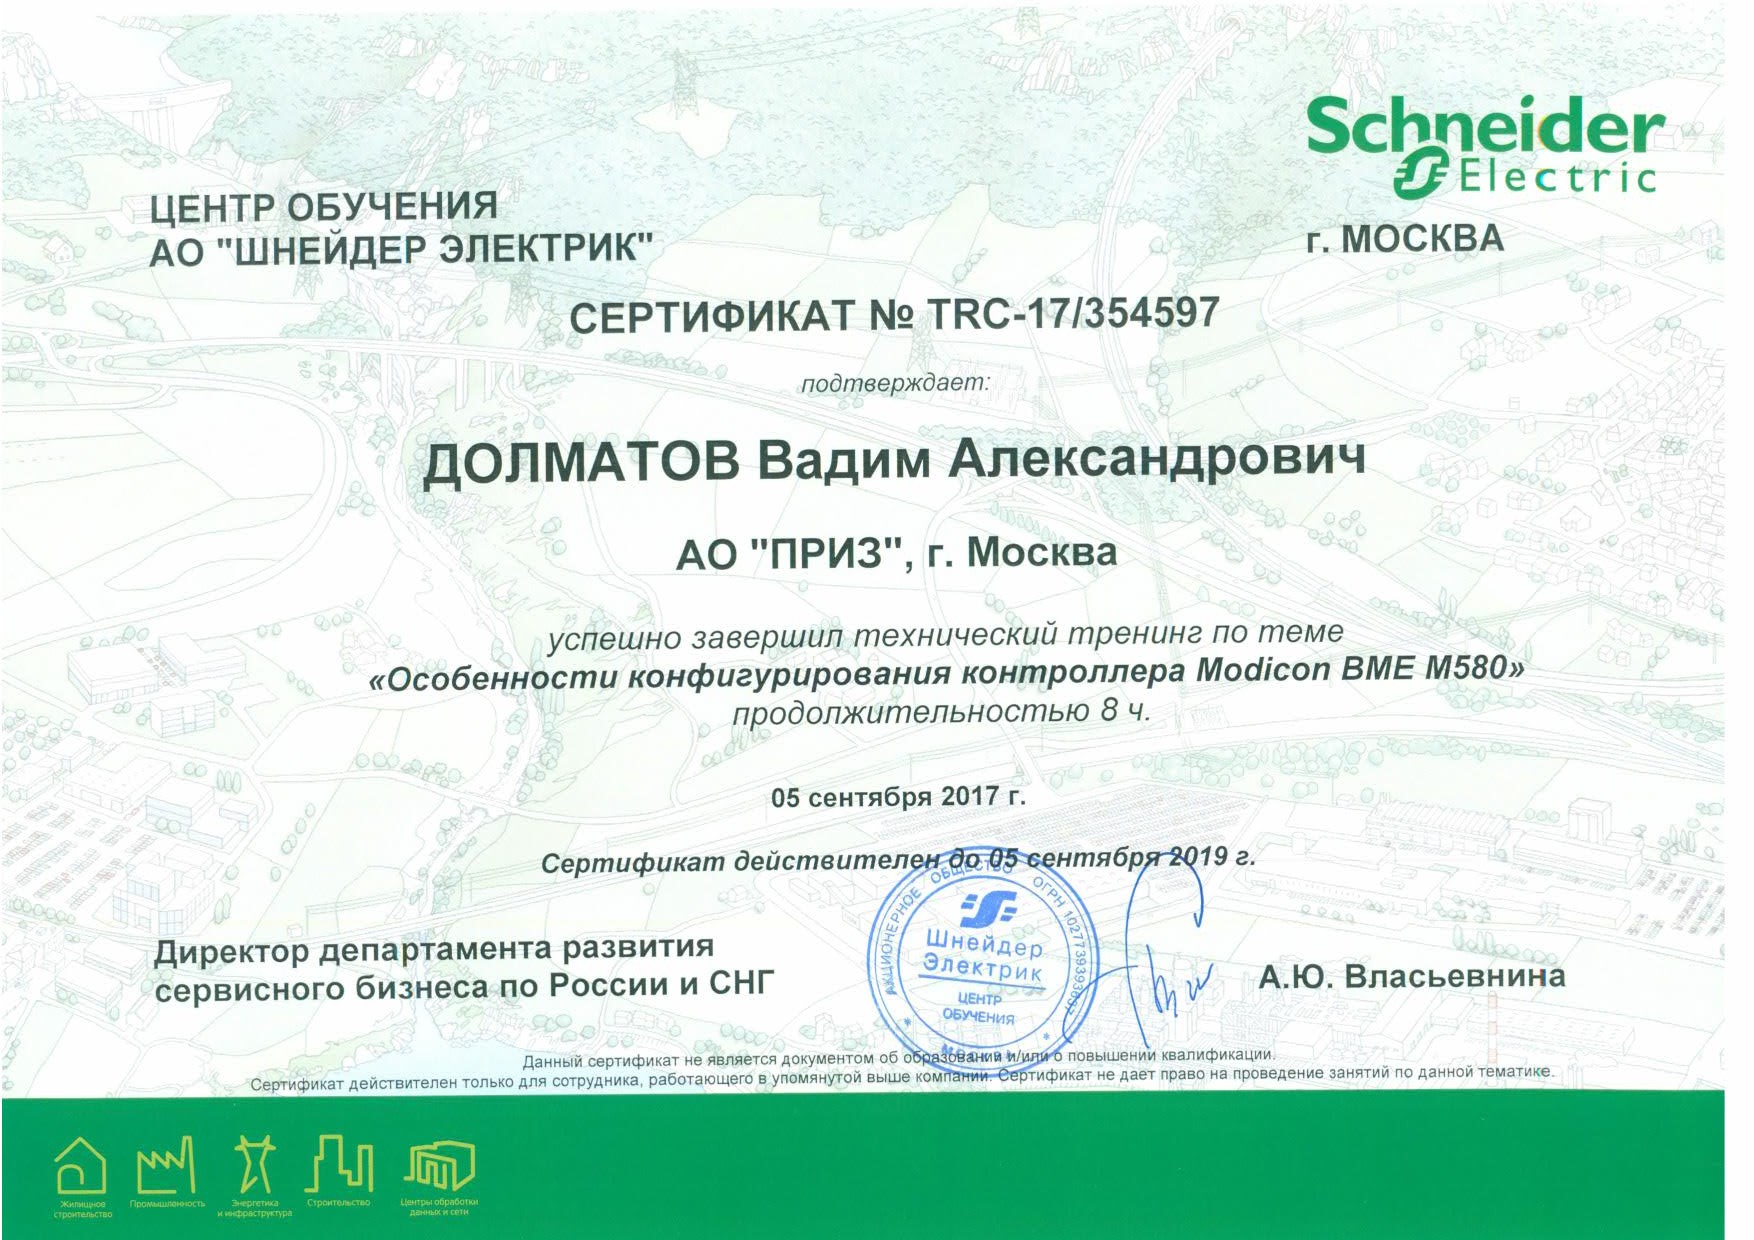 Schneider
Electric
ЦЕНТР ОБУЧЕНИЯ
АО "ШНЕЙДЕР ЭЛЕКТРИК"
г. МОСКВА
СЕРТИФИКАТ № TRC-17/354597
подтверждает:
ДОЛМАТОВ Вадим Александрович
АО "ПРИЗ", г. Москва
успешно завершил технический тренинг по теме
«Особенности конфигурирования контроллера Modicon BME M580»
продолжительностью 8 ч.
05 сентября 2017 г.
Сертификат действителен до 05 сентября 2019 г.
Директор департамента развития
сервисного бизнеса по России и СНГ
АКЦИОНЕРНОЕ ОБЩЕСТВО ОГРН 1027739393657
Шнейдер
Электрик
ЦЕНТР
ОБУЧЕНИЯ
МОСКВА
А.Ю. Власьевнина
Данный сертификат не является документом об образовании и/или о повышении квалификации.
Сертификат действителен только для сотрудника, работающего в упомянутой выше компании. Сертификат не дает право на проведение занятий по данной тематике.
Жилищное
строительство
Промышленность
Энергетика
и инфраструктура
Строительство
Центры обработки
данных и сети